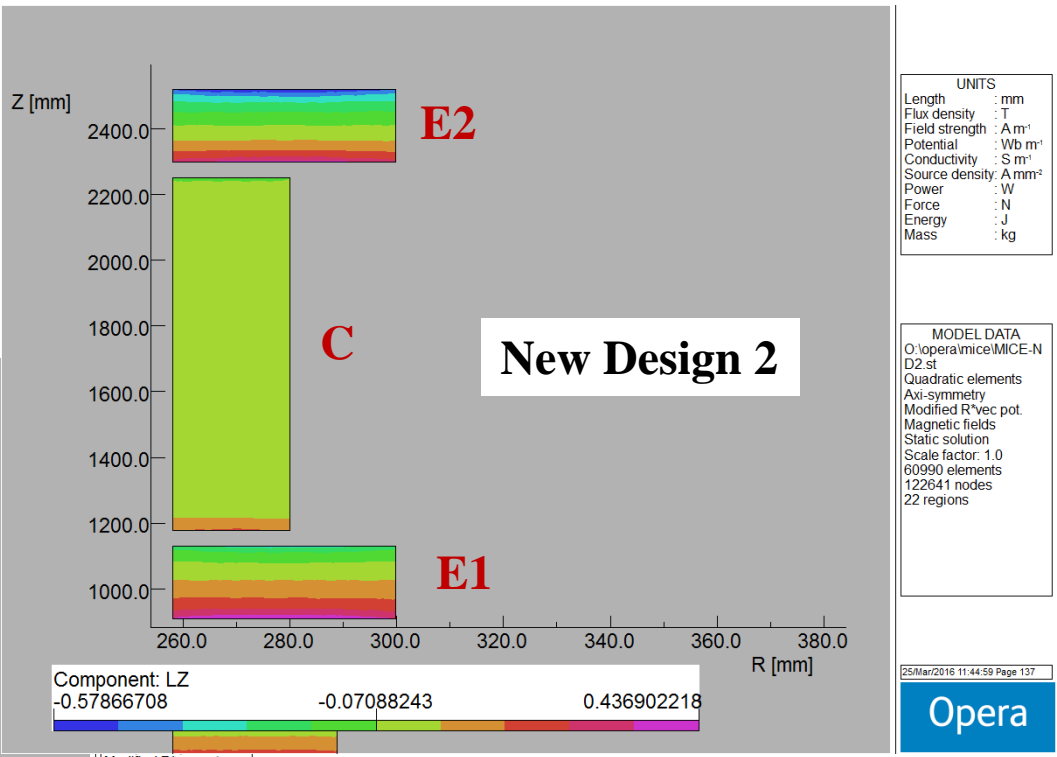 Z [mm]
2400.0
2200.0
2000.0
1800.0
1600.0
1400.0
1200.0
1000.0
260.0 280.0 300.0 320.0 340.0 360.0 380.0
R [mm]
E2
C
E1
New Design 2
Component: LZ
-0.57866708 -0.07088243 0.436902218
UNITS
Length : mm
Flux density : T
Field strength : A m⁻¹
Potential : Wb m⁻¹
Conductivity : S m⁻¹
Source density: A mm⁻²
Power : W
Force : N
Energy : J
Mass : kg
MODEL DATA
O:\opera\mice\MICE-N
D2.st
Quadratic elements
Axi-symmetry
Modified R*vec pot.
Magnetic fields
Static solution
Scale factor: 1.0
60990 elements
122641 nodes
22 regions
25/Mar/2016 11:44:59 Page 137
Opera